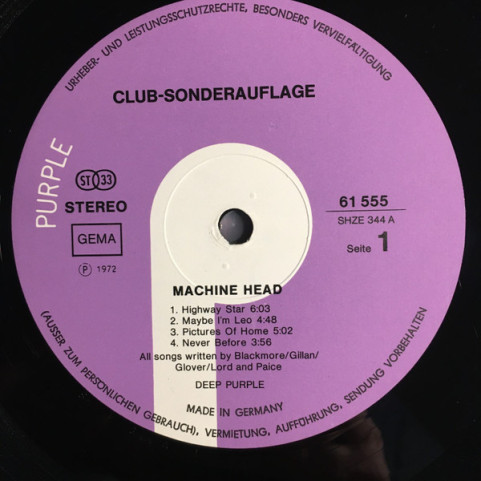 URHEBER- UND LEISTUNGSSCHUTZRECHTE, BESONDERS VERVIELFÄLTIGUNG
CLUB-SONDERAUFLAGE
PURPLE
ST 33
STEREO
GEMA
Ⓟ 1972
61 555
SHZE 344 A
Seite 1
MACHINE HEAD
1. Highway Star 6:03
2. Maybe I'm Leo 4:48
3. Pictures Of Home 5:02
4. Never Before 3:56
All songs written by Blackmore/Gillan/
Glover/Lord and Paice
DEEP PURPLE
MADE IN GERMANY
(AUSSER ZUM PERSÖNLICHEN GEBRAUCH), VERMIETUNG, AUFFÜHRUNG, SENDUNG VORBEHALTEN